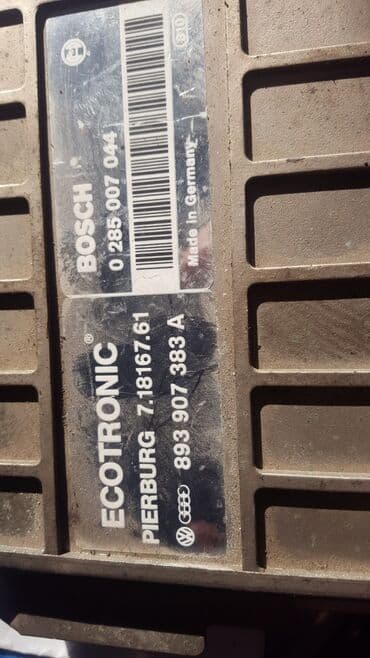 ECOTRONIC®
PIERBURG 7.18167.61
893 907 383 A
BOSCH
0 285 007 044
Made in Germany